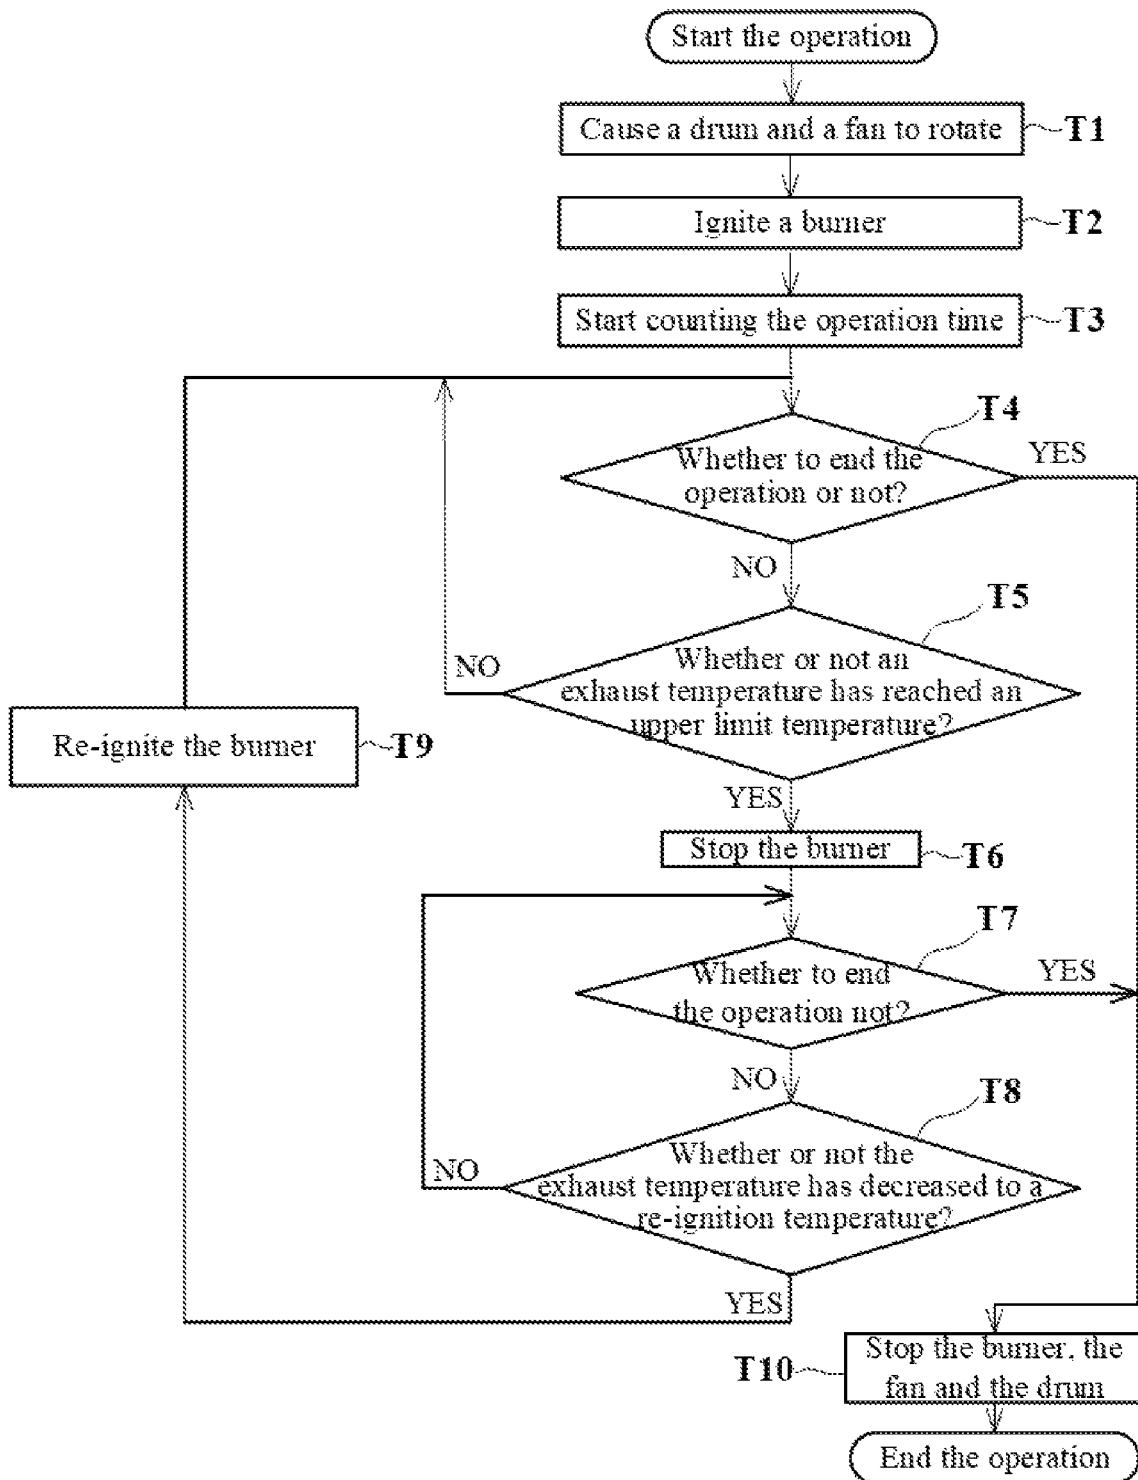 Start the operation
Cause a drum and a fan to rotate
T1
Ignite a burner
T2
Start counting the operation time
T3
T4
Whether to end the
operation or not?
YES
NO
T5
Whether or not an
exhaust temperature has reached an
upper limit temperature?
NO
Re-ignite the burner
T9
YES
Stop the burner
T6
T7
Whether to end
the operation not?
YES
NO
T8
Whether or not the
exhaust temperature has decreased to a
re-ignition temperature?
NO
YES
Stop the burner, the
fan and the drum
T10
End the operation